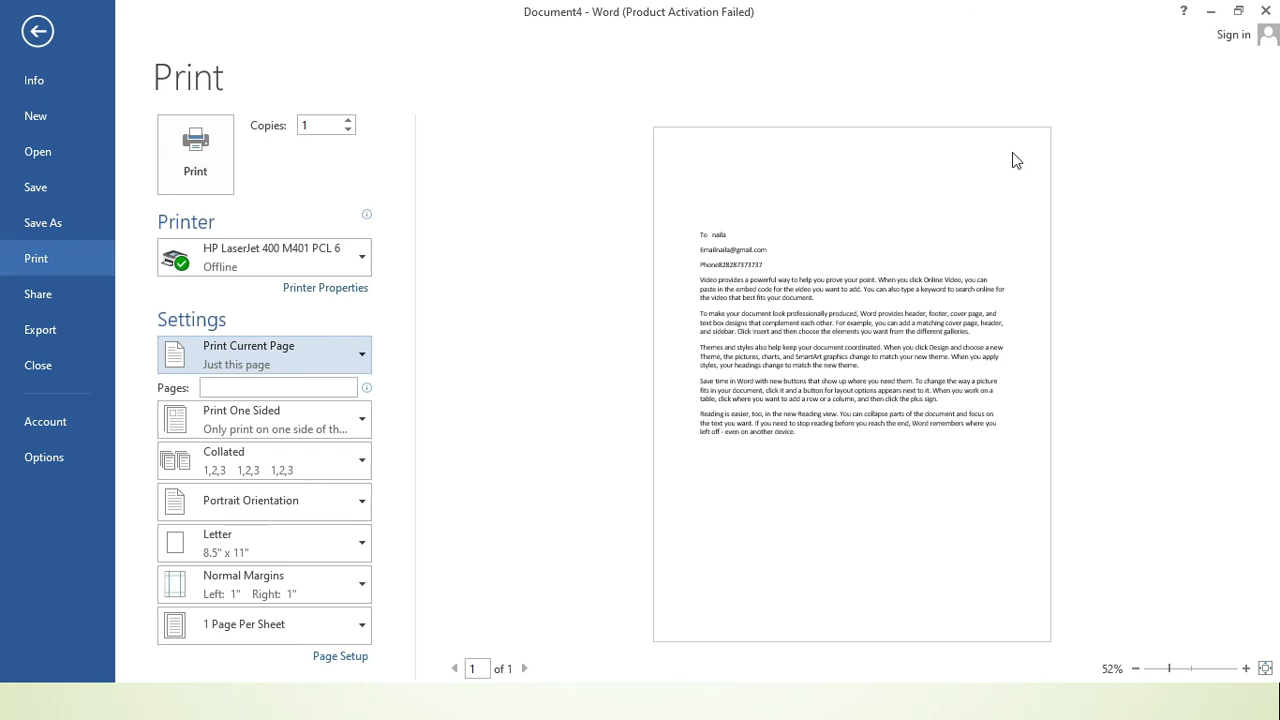 Document4 - Word (Product Activation Failed)
?
Sign in
Info
New
Open
Save
Save As
Print
Share
Export
Close
Account
Options
Print
Print
Copies: 1
Printer
HP LaserJet 400 M401 PCL 6
Offline
Printer Properties
Settings
Print Current Page
Just this page
Pages:
Print One Sided
Only print on one side of th...
Collated
1,2,3 1,2,3 1,2,3
Portrait Orientation
Letter
8.5" x 11"
Normal Margins
Left: 1" Right: 1"
1 Page Per Sheet
Page Setup
To naila
Emailnaila@gmail.com
Phone828287373737
Video provides a powerful way to help you prove your point. When you click Online Video, you can
paste in the embed code for the video you want to add. You can also type a keyword to search online for
the video that best fits your document.
To make your document look professionally produced, Word provides header, footer, cover page, and
text box designs that complement each other. For example, you can add a matching cover page, header,
and sidebar. Click Insert and then choose the elements you want from the different galleries.
Themes and styles also help keep your document coordinated. When you click Design and choose a new
Theme, the pictures, charts, and SmartArt graphics change to match your new theme. When you apply
styles, your headings change to match the new theme.
Save time in Word with new buttons that show up where you need them. To change the way a picture
fits in your document, click it and a button for layout options appears next to it. When you work on a
table, click where you want to add a row or a column, and then click the plus sign.
Reading is easier, too, in the new Reading view. You can collapse parts of the document and focus on
the text you want. If you need to stop reading before you reach the end, Word remembers where you
left off - even on another device.
1 of 1
52%